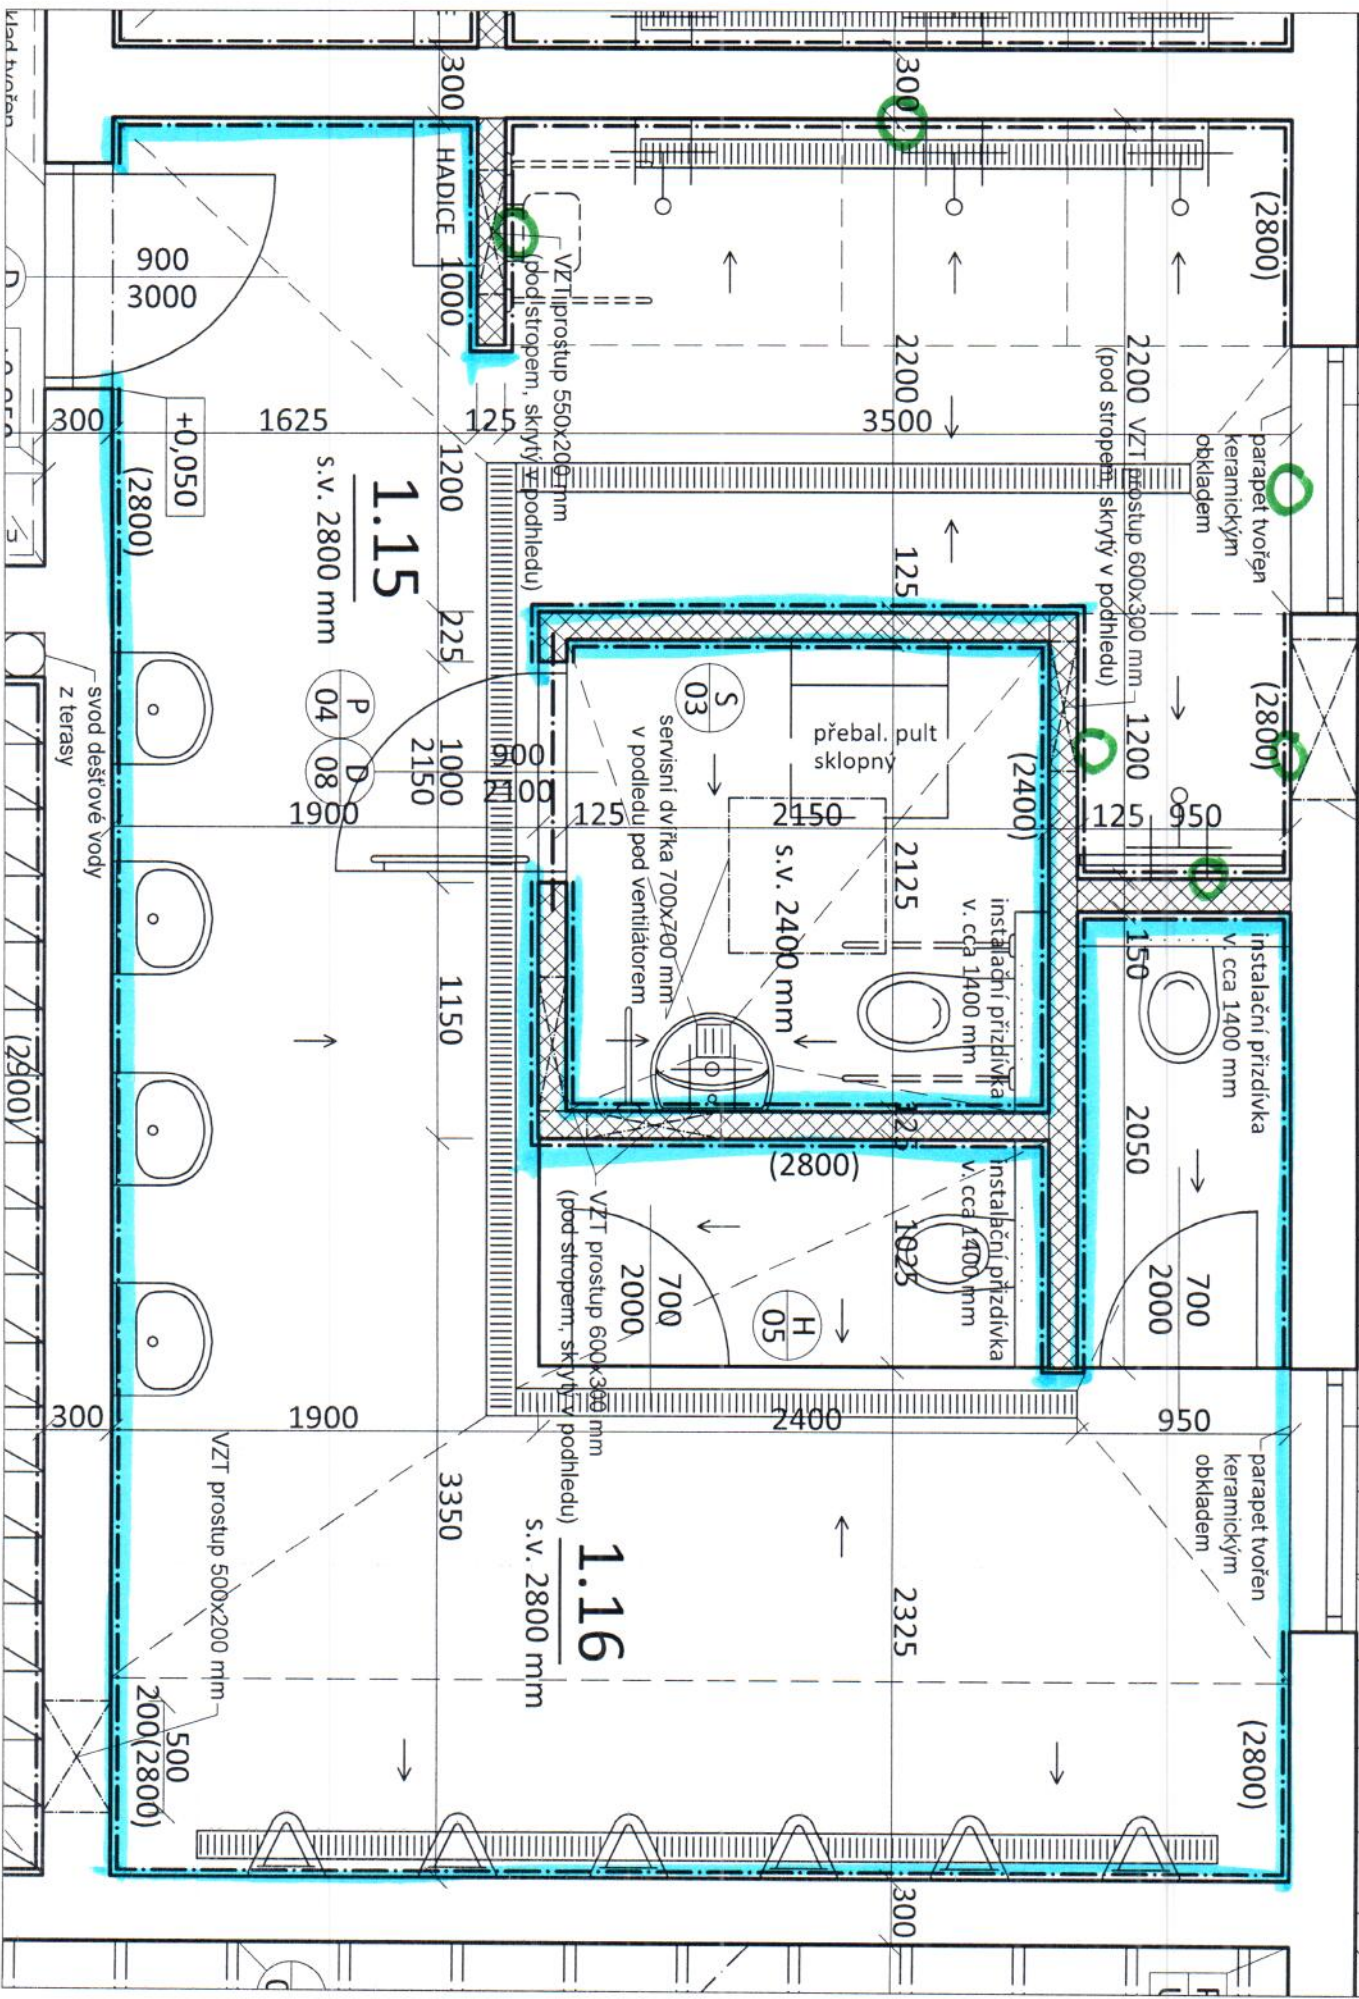 300
300
(2800)
HADICE
1000
900
3000
VZT prostup 550x200 mm
(pod stropem, skrytý v podhledu)
2200
2200
VZT prostup 600x300 mm
(pod stropem, skrytý v podhledu)
parapet tvořen
keramickým
obkladem
300
1625
125
3500
+0,050
(2800)
1200
1.15
s.v. 2800 mm
125
225
P
04
D
08
S
03
přebal. pult
sklopný
(2400)
1200
(2800)
svod dešťové vody
z terasy
1000
2150
900
2100
servisní dvířka 700x700 mm
v podledu pod ventilátorem
1900
125
2150
125
950
2125
s.v. 2400 mm
instalační přizdívka
v. cca 1400 mm
instalační přizdívka
v. cca 1400 mm
150
1150
2050
(2900)
(2800)
instalační přizdívka
v. cca 1400 mm
VZT prostup 600x300 mm
(pod stropem, skrytý v podhledu)
1025
700
2000
H
05
700
2000
300
1900
2400
950
VZT prostup 500x200 mm
3350
1.16
s.v. 2800 mm
2325
parapet tvořen
keramickým
obkladem
500
200(2800)
(2800)
300